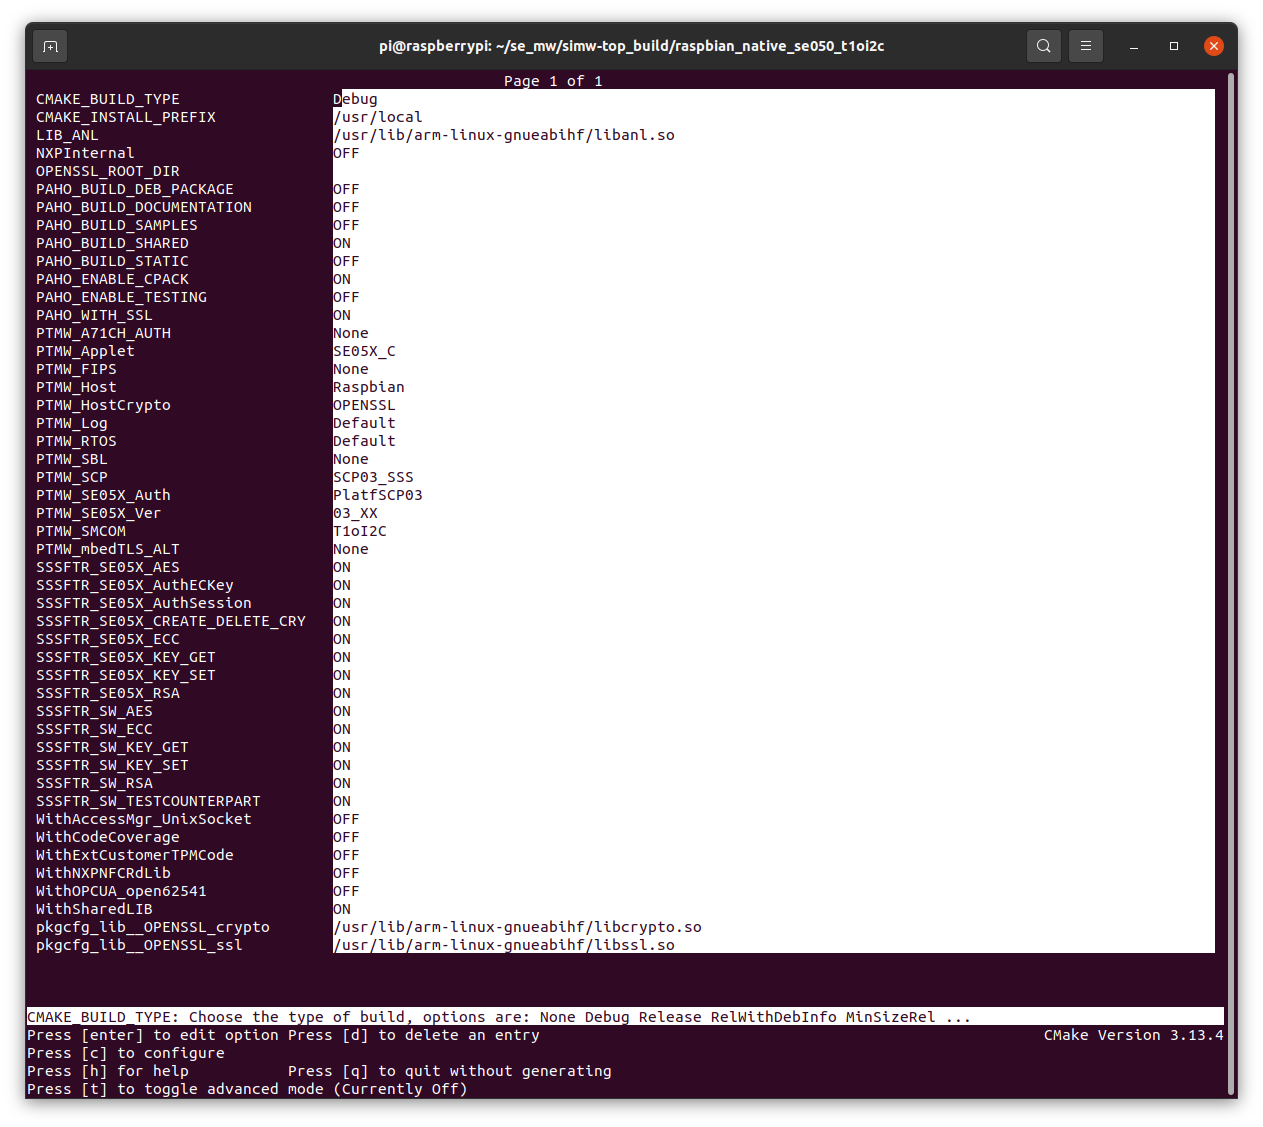 pi@raspberrypi: ~/se_mw/simw-top_build/raspbian_native_se050_t1oi2c
Page 1 of 1
CMAKE_BUILD_TYPE Debug
CMAKE_INSTALL_PREFIX /usr/local
LIB_ANL /usr/lib/arm-linux-gnueabihf/libanl.so
NXPInternal OFF
OPENSSL_ROOT_DIR
PAHO_BUILD_DEB_PACKAGE OFF
PAHO_BUILD_DOCUMENTATION OFF
PAHO_BUILD_SAMPLES OFF
PAHO_BUILD_SHARED ON
PAHO_BUILD_STATIC OFF
PAHO_ENABLE_CPACK ON
PAHO_ENABLE_TESTING OFF
PAHO_WITH_SSL ON
PTMW_A71CH_AUTH None
PTMW_Applet SE05X_C
PTMW_FIPS None
PTMW_Host Raspbian
PTMW_HostCrypto OPENSSL
PTMW_Log Default
PTMW_RTOS Default
PTMW_SBL None
PTMW_SCP SCP03_SSS
PTMW_SE05X_Auth PlatfSCP03
PTMW_SE05X_Ver 03_XX
PTMW_SMCOM T1oI2C
PTMW_mbedTLS_ALT None
SSSFTR_SE05X_AES ON
SSSFTR_SE05X_AuthECKey ON
SSSFTR_SE05X_AuthSession ON
SSSFTR_SE05X_CREATE_DELETE_CRY ON
SSSFTR_SE05X_ECC ON
SSSFTR_SE05X_KEY_GET ON
SSSFTR_SE05X_KEY_SET ON
SSSFTR_SE05X_RSA ON
SSSFTR_SW_AES ON
SSSFTR_SW_ECC ON
SSSFTR_SW_KEY_GET ON
SSSFTR_SW_KEY_SET ON
SSSFTR_SW_RSA ON
SSSFTR_SW_TESTCOUNTERPART ON
WithAccessMgr_UnixSocket OFF
WithCodeCoverage OFF
WithExtCustomerTPMCode OFF
WithNXPNFCRdLib OFF
WithOPCUA_open62541 OFF
WithSharedLIB ON
pkgcfg_lib__OPENSSL_crypto /usr/lib/arm-linux-gnueabihf/libcrypto.so
pkgcfg_lib__OPENSSL_ssl /usr/lib/arm-linux-gnueabihf/libssl.so
CMAKE_BUILD_TYPE: Choose the type of build, options are: None Debug Release RelWithDebInfo MinSizeRel ...
Press [enter] to edit option Press [d] to delete an entry CMake Version 3.13.4
Press [c] to configure
Press [h] for help Press [q] to quit without generating
Press [t] to toggle advanced mode (Currently Off)